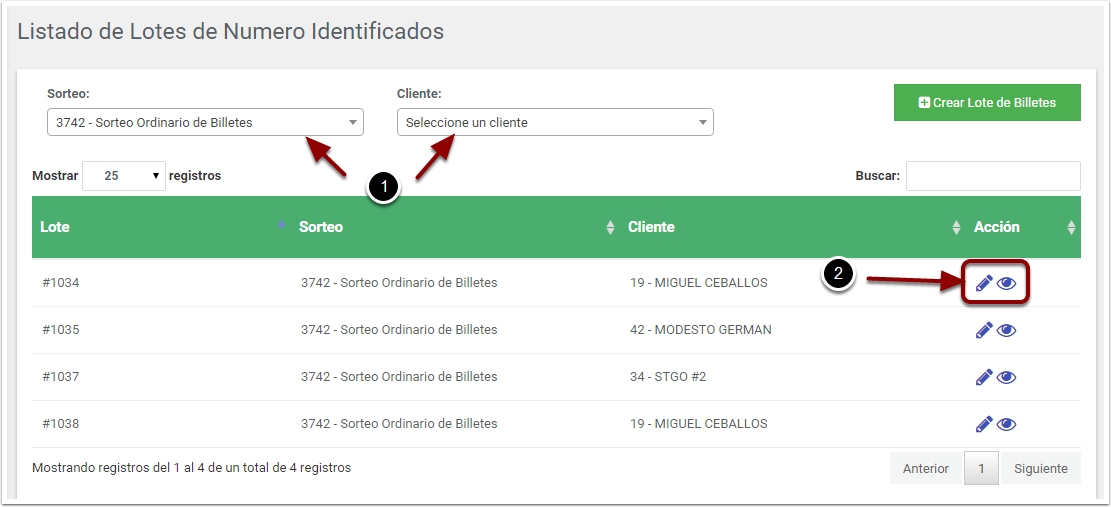 Listado de Lotes de Numero Identificados
Sorteo: Cliente:
3742 - Sorteo Ordinario de Billetes Seleccione un cliente Crear Lote de Billetes
1
Mostrar 25 registros Buscar:
Lote Sorteo Cliente Acción
2
#1034 3742 - Sorteo Ordinario de Billetes 19 - MIGUEL CEBALLOS
#1035 3742 - Sorteo Ordinario de Billetes 42 - MODESTO GERMAN
#1037 3742 - Sorteo Ordinario de Billetes 34 - STGO #2
#1038 3742 - Sorteo Ordinario de Billetes 19 - MIGUEL CEBALLOS
Mostrando registros del 1 al 4 de un total de 4 registros Anterior 1 Siguiente